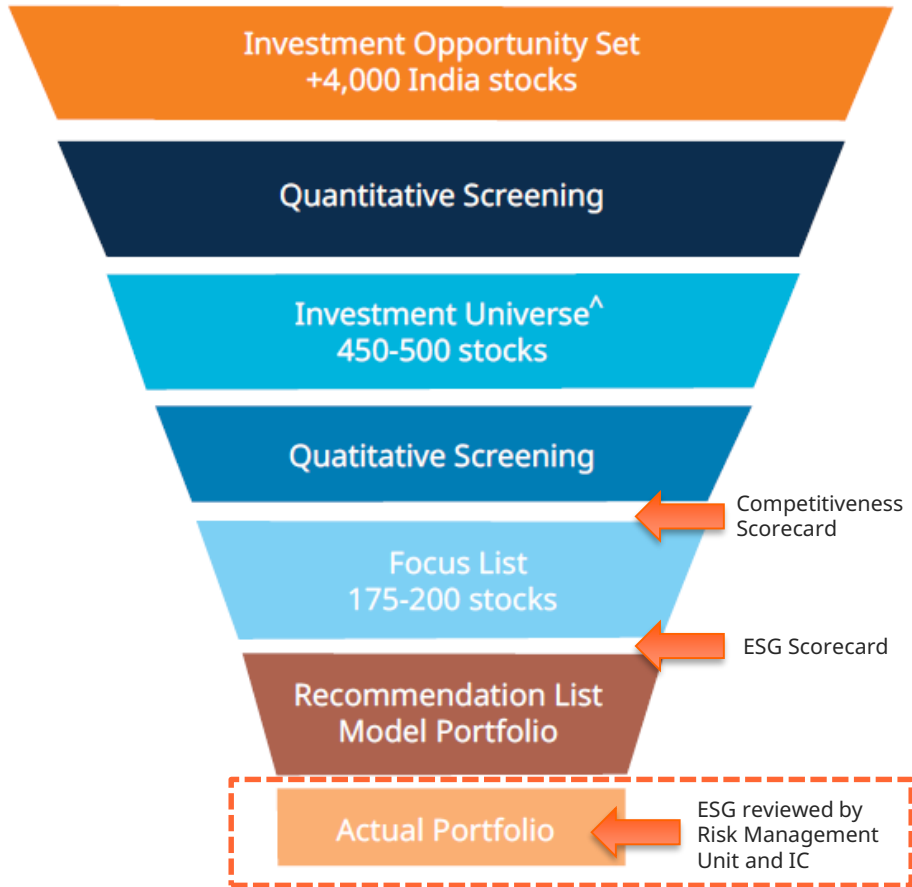 Investment Opportunity Set
+4,000 India stocks
Quantitative Screening
Investment Universe^
450-500 stocks
Quatitative Screening
Competitiveness
Scorecard
Focus List
175-200 stocks
ESG Scorecard
Recommendation List
Model Portfolio
Actual Portfolio
ESG reviewed by
Risk Management
Unit and IC